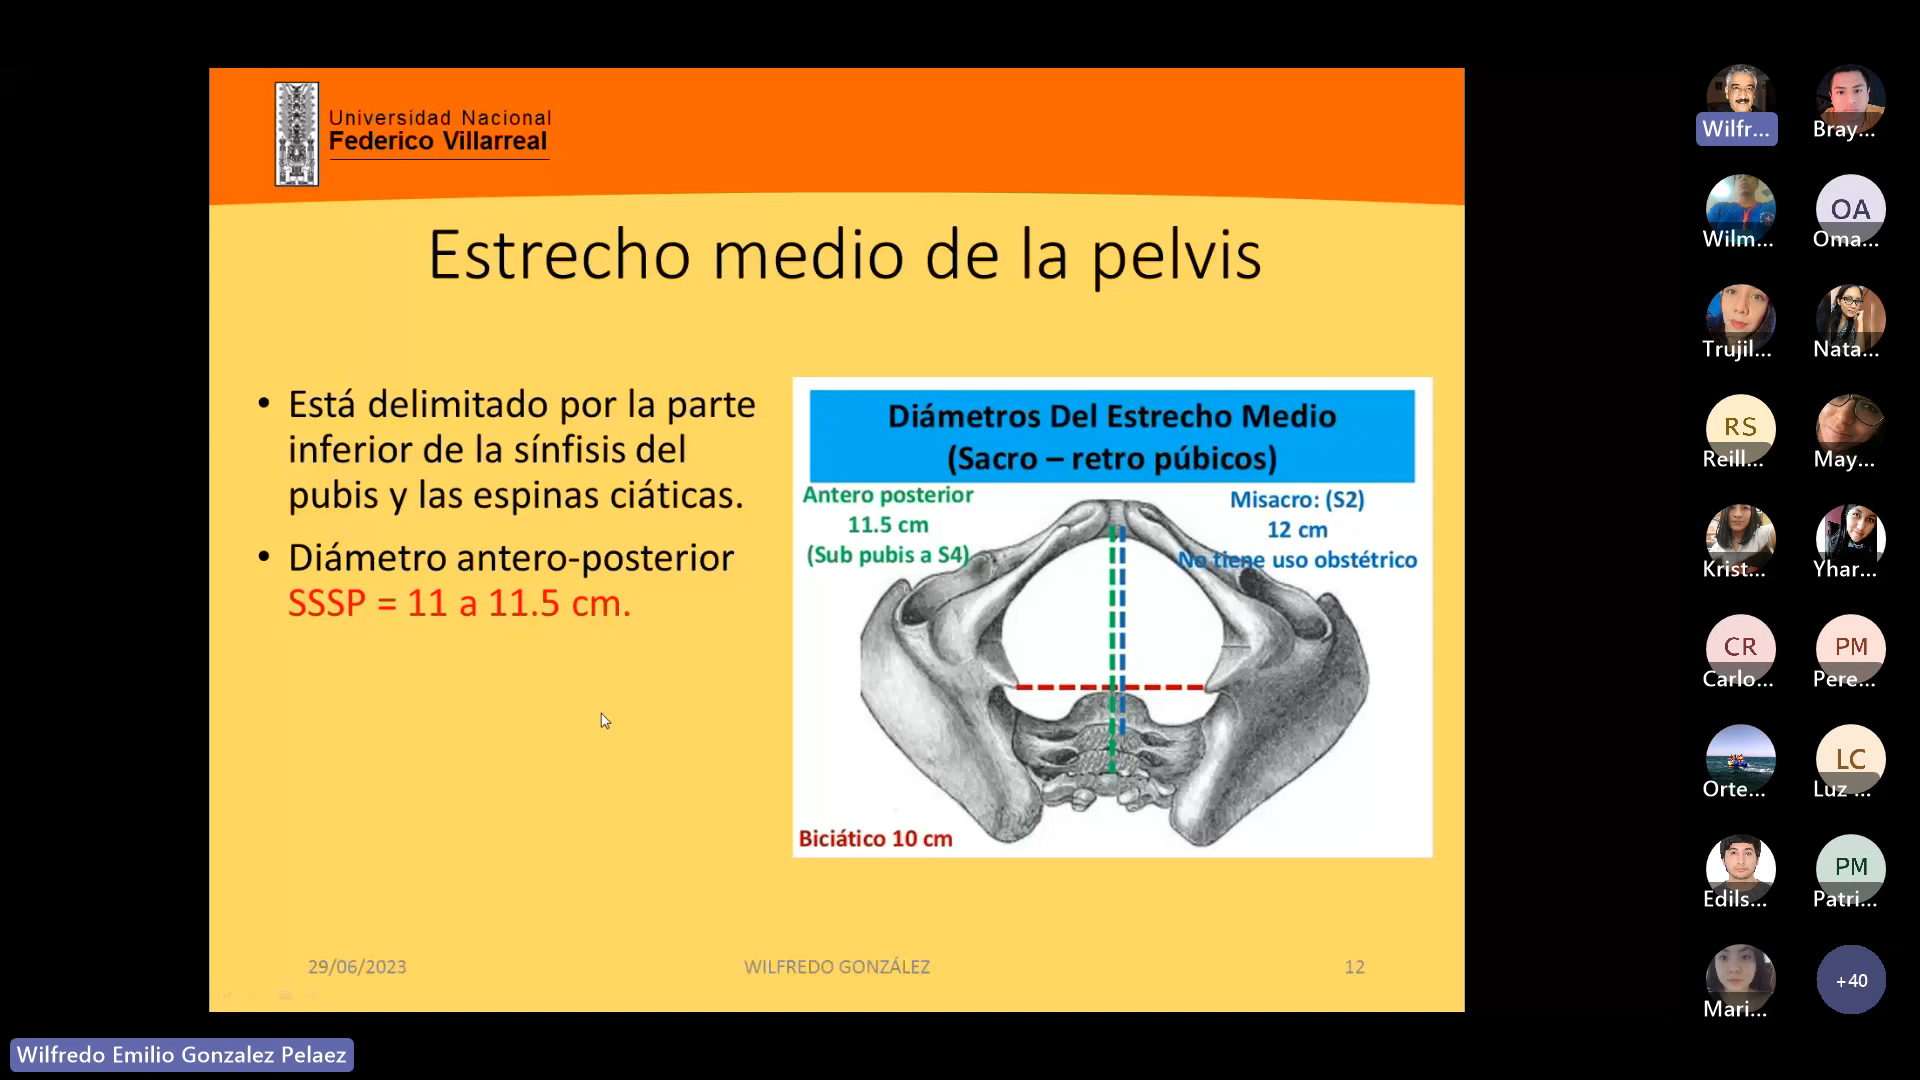 Universidad Nacional
Federico Villarreal
Estrecho medio de la pelvis
• Está delimitado por la parte
inferior de la sínfisis del
pubis y las espinas ciáticas.
• Diámetro antero-posterior
SSSP = 11 a 11.5 cm.
Diámetros Del Estrecho Medio
(Sacro – retro púbicos)
Antero posterior
11.5 cm
(Sub pubis a S4)
Misacro: (S2)
12 cm
No tiene uso obstétrico
Biciático 10 cm
29/06/2023
WILFREDO GONZÁLEZ
12
Wilfr...
Bray...
Wilm...
OA
Oma...
Trujil...
Nata...
RS
Reill...
May...
Krist...
Yhar...
CR
Carlo...
PM
Pere...
Orte...
LC
Luz ...
Edils...
PM
Patri...
Mari...
+40
Wilfredo Emilio Gonzalez Pelaez